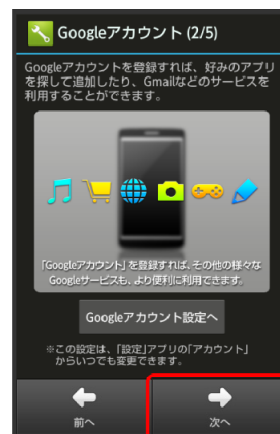 Googleアカウント (2/5)
Googleアカウントを登録すれば、好みのアプリ
を探して追加したり、Gmailなどのサービスを
利用することができます。
「Googleアカウント」を登録すれば、その他の様々な
Googleサービスも、より便利に利用できます。
Googleアカウント設定へ
※この設定は、「設定」アプリの「アカウント」
からいつでも変更できます。
前へ
次へ